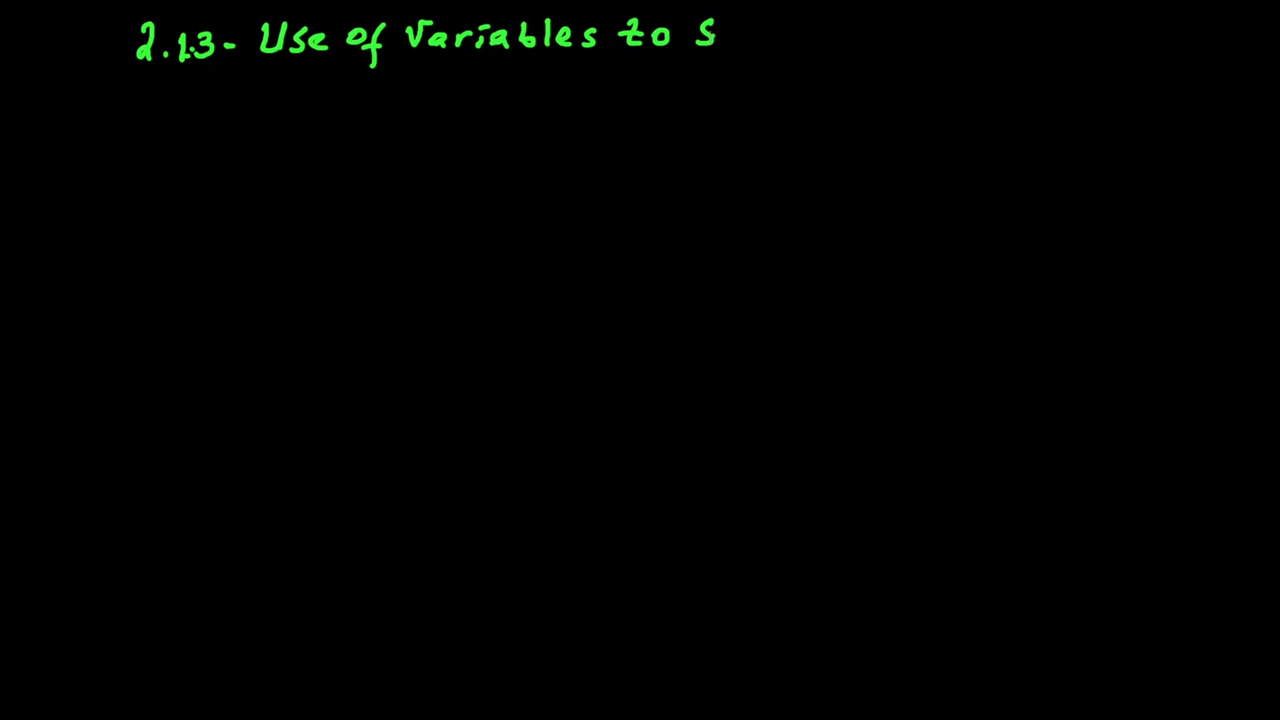 2.1.3- Use of Variables to S